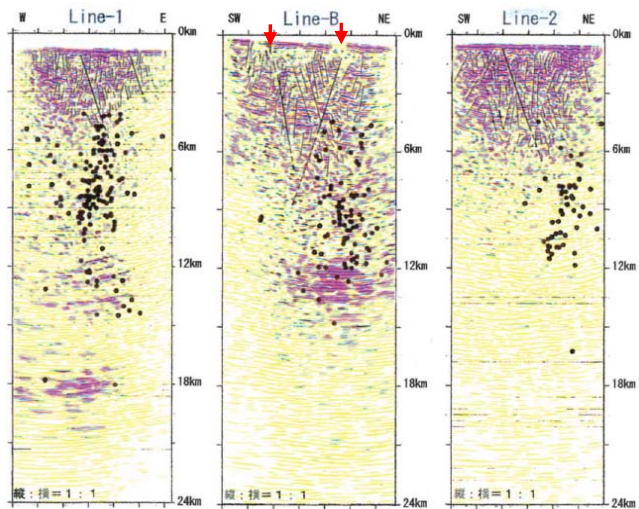 W Line-1 E
0km
6km
12km
18km
24km
縦:横=1:1
SW Line-B NE
0km
6km
12km
18km
24km
縦:横=1:1
SW Line-2 NE
0km
6km
12km
18km
24km
縦:横=1:1